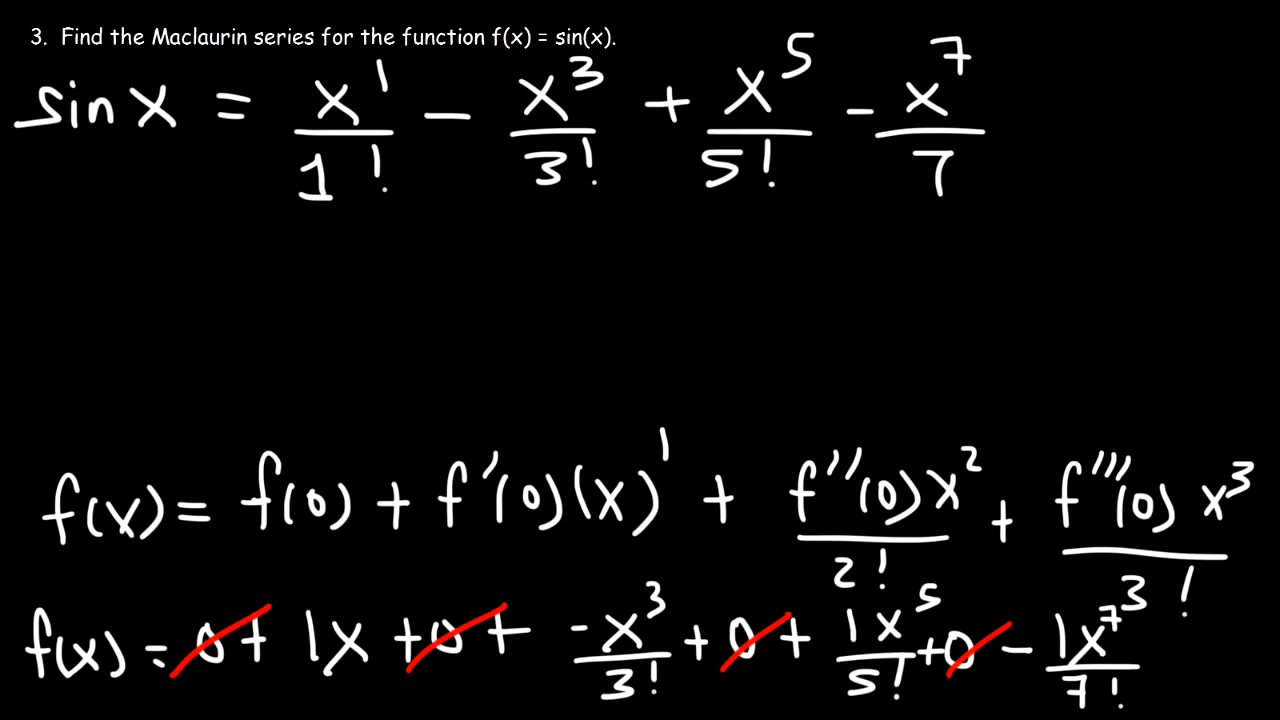 3. Find the Maclaurin series for the function f(x) = sin(x).
sin x = x^1/1! - x^3/3! + x^5/5! - x^7/7
f(x) = f(0) + f'(0)(x)^1 + f''(0)x^2/2! + f'''(0) x^3/3!
f(x) = 0 + 1x + 0 + -x^3/3! + 0 + 1x^5/5! + 0 - 1x^7/7!